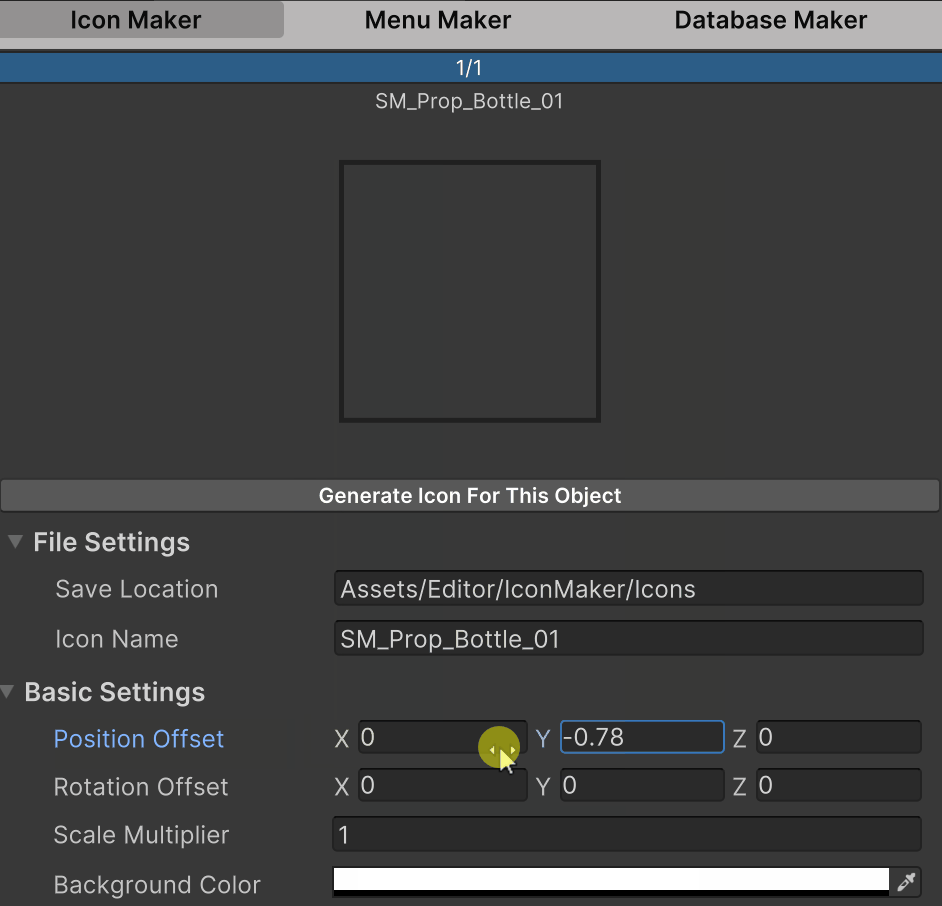 Icon Maker Menu Maker Database Maker
1/1
SM_Prop_Bottle_01
Generate Icon For This Object
File Settings
Save Location Assets/Editor/IconMaker/Icons
Icon Name SM_Prop_Bottle_01
Basic Settings
Position Offset X 0 Y -0.78 Z 0
Rotation Offset X 0 Y 0 Z 0
Scale Multiplier 1
Background Color